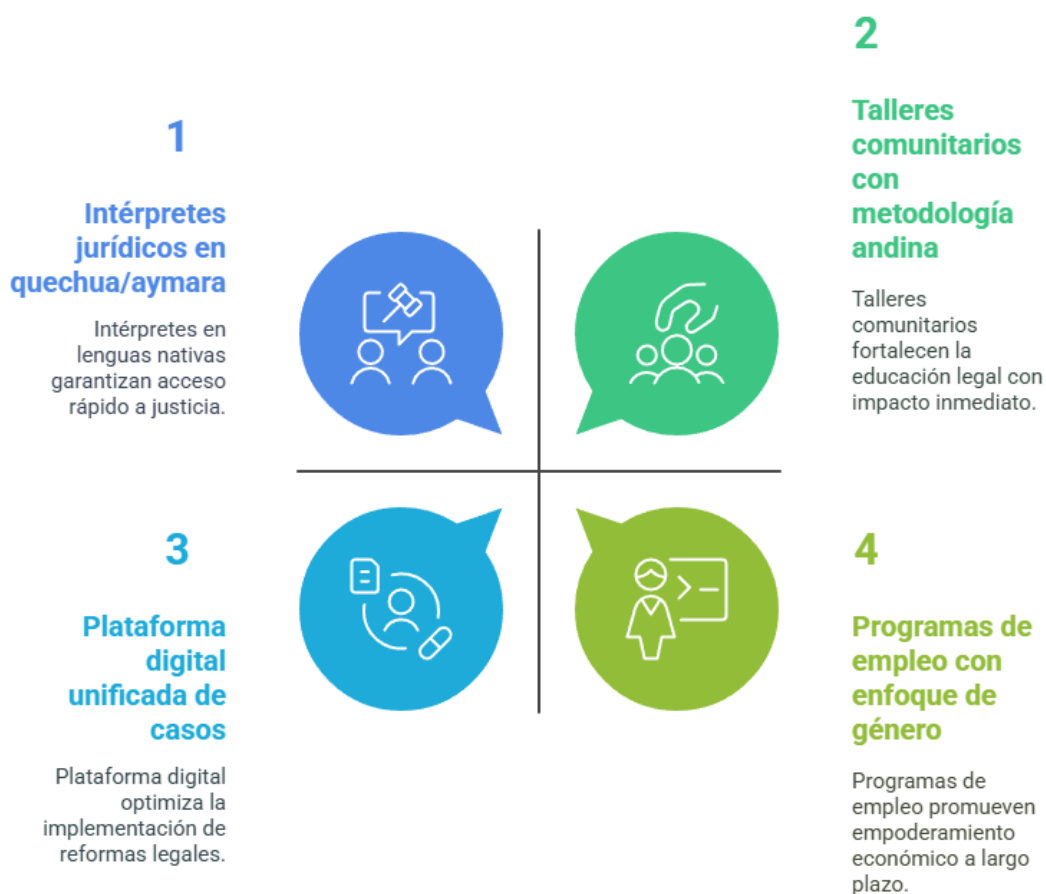 1
Intérpretes
jurídicos en
quechua/aymara
Intérpretes en
lenguas nativas
garantizan acceso
rápido a justicia.
2
Talleres
comunitarios
con
metodología
andina
Talleres
comunitarios
fortalecen la
educación legal con
impacto inmediato.
3
Plataforma
digital
unificada de
casos
Plataforma digital
optimiza la
implementación de
reformas legales.
4
Programas de
empleo con
enfoque de
género
Programas de
empleo promueven
empoderamiento
económico a largo
plazo.